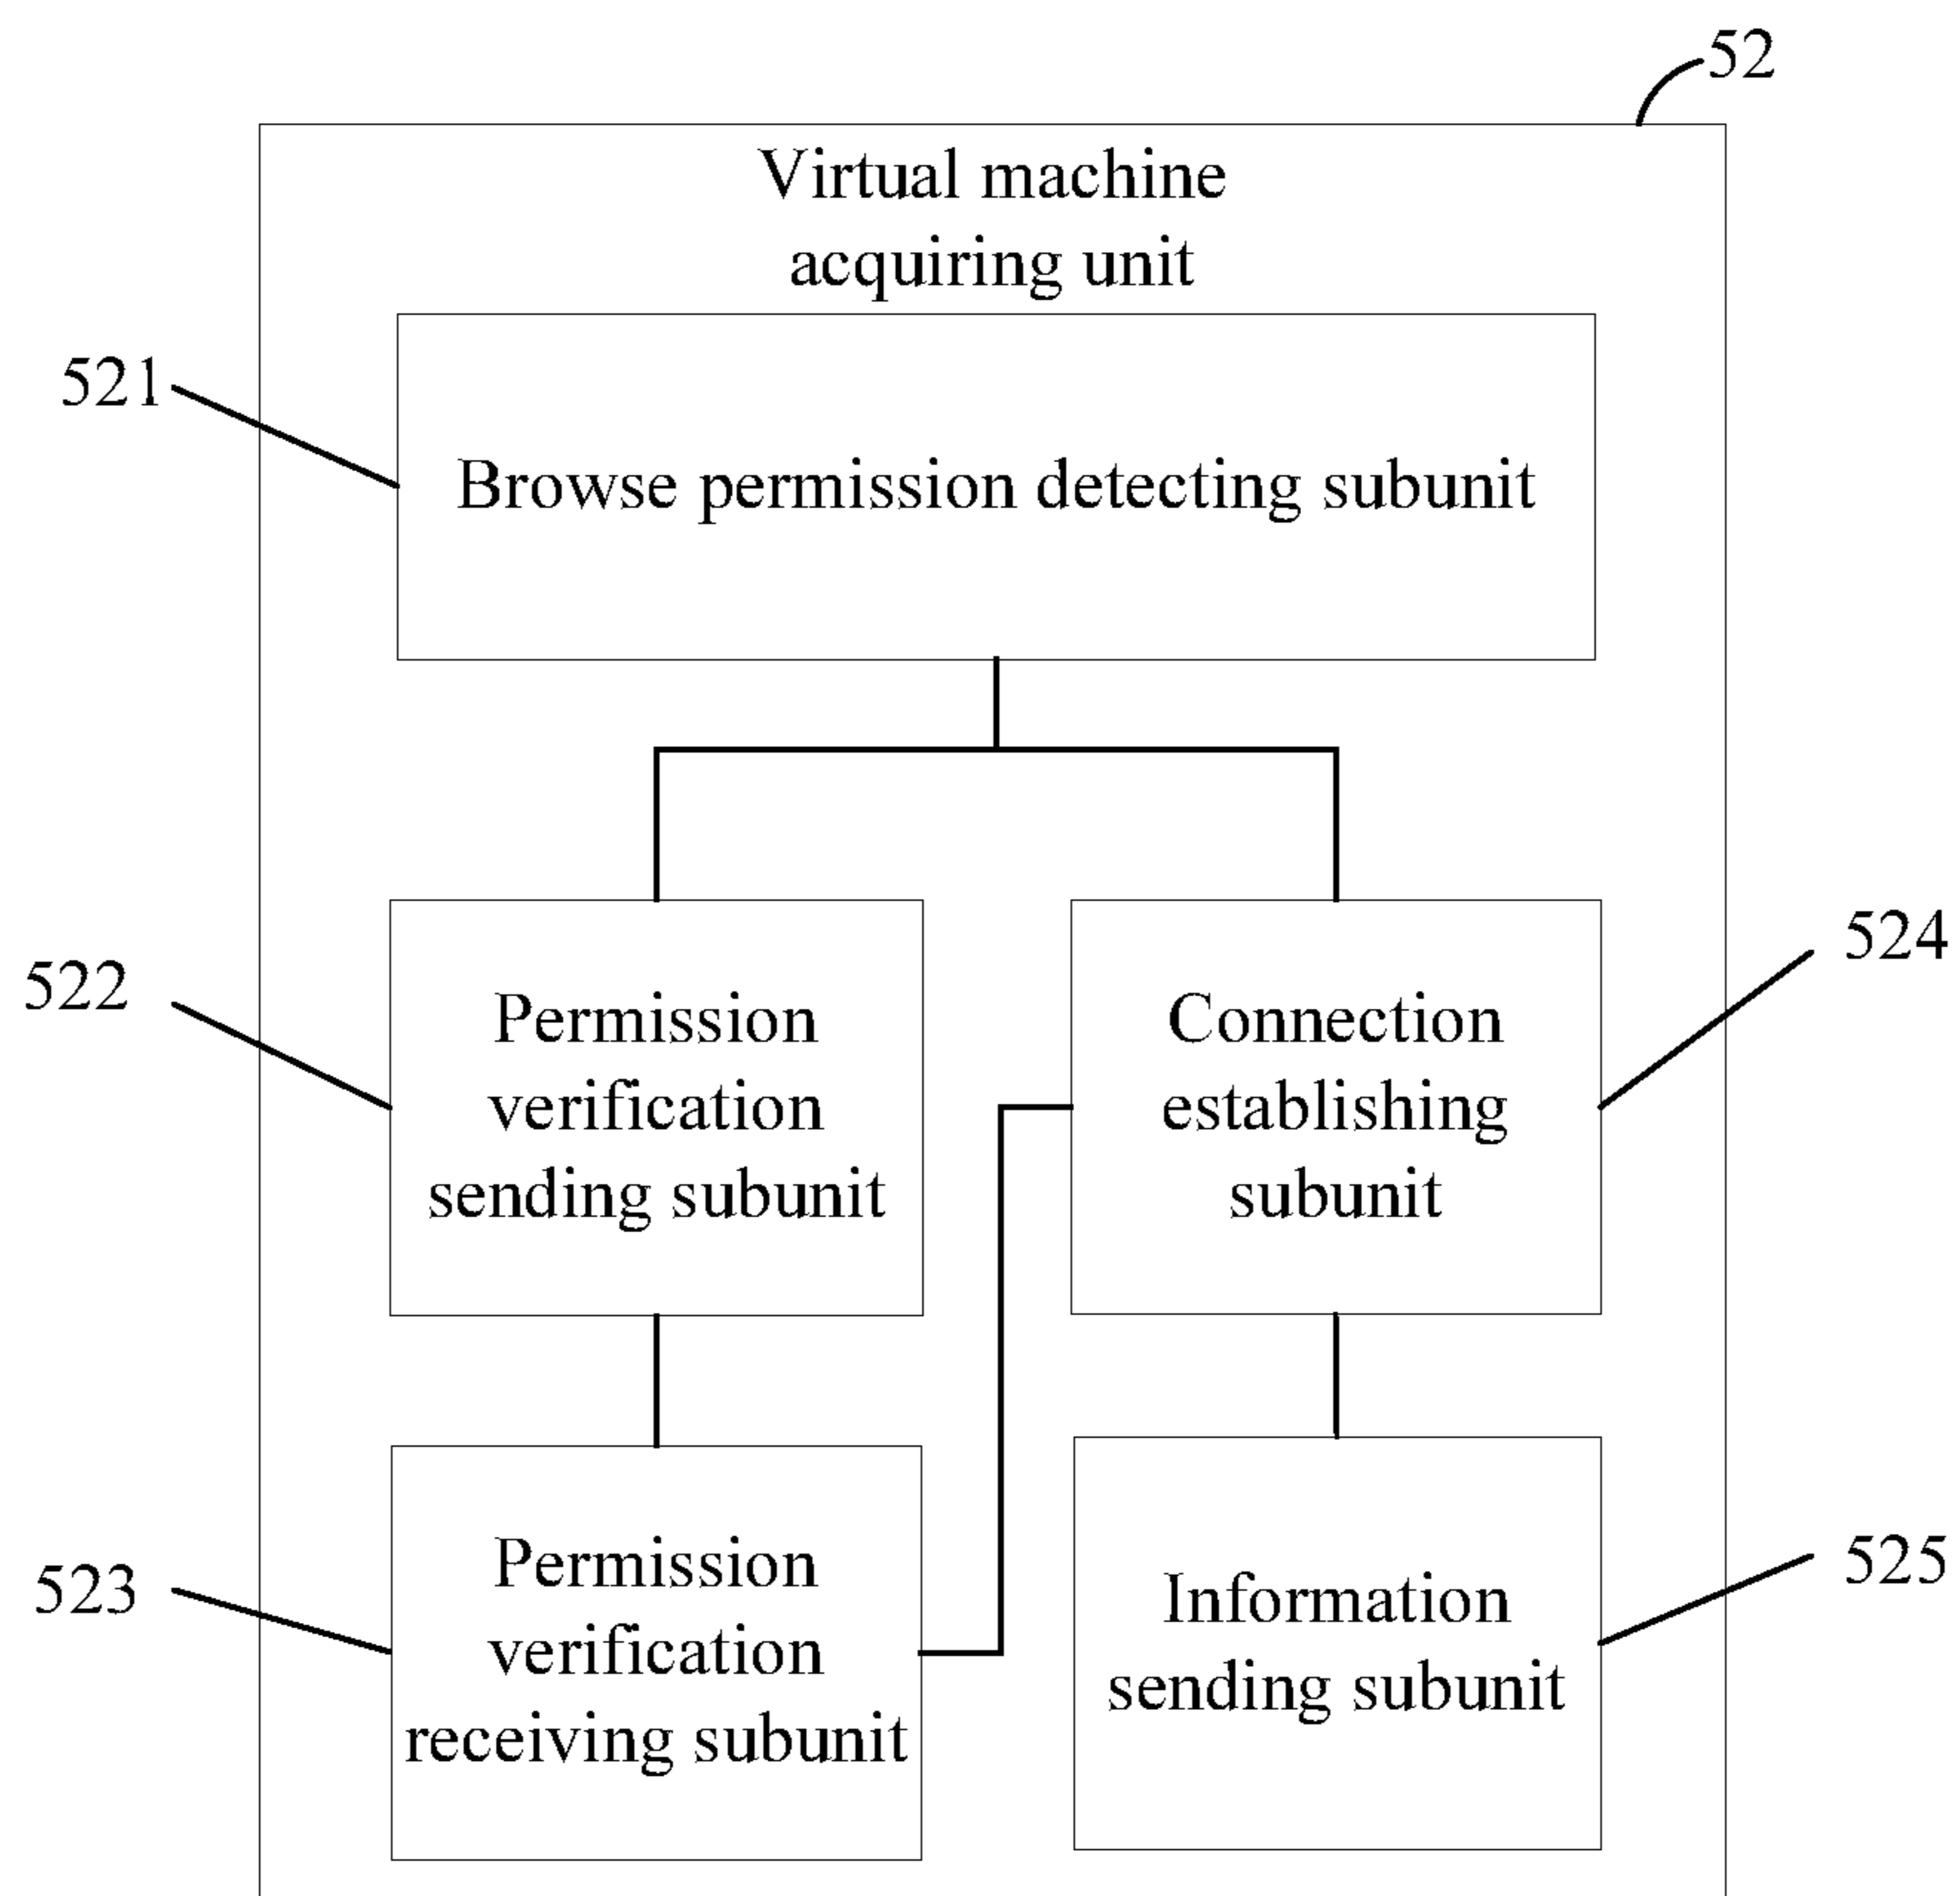 52
Virtual machine
acquiring unit
521
Browse permission detecting subunit
522
Permission
verification
sending subunit
524
Connection
establishing
subunit
523
Permission
verification
receiving subunit
525
Information
sending subunit